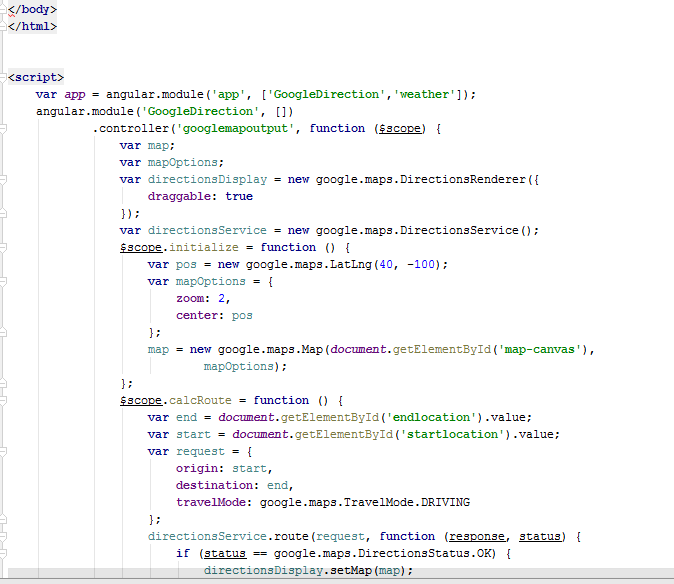 </body>
</html>
<script>
var app = angular.module('app', ['GoogleDirection','weather']);
angular.module('GoogleDirection', [])
.controller('googlemapoutput', function ($scope) {
var map;
var mapOptions;
var directionsDisplay = new google.maps.DirectionsRenderer({
draggable: true
});
var directionsService = new google.maps.DirectionsService();
$scope.initialize = function () {
var pos = new google.maps.LatLng(40, -100);
var mapOptions = {
zoom: 2,
center: pos
};
map = new google.maps.Map(document.getElementById('map-canvas'),
mapOptions);
};
$scope.calcRoute = function () {
var end = document.getElementById('endlocation').value;
var start = document.getElementById('startlocation').value;
var request = {
origin: start,
destination: end,
travelMode: google.maps.TravelMode.DRIVING
};
directionsService.route(request, function (response, status) {
if (status == google.maps.DirectionsStatus.OK) {
directionsDisplay.setMap(map);